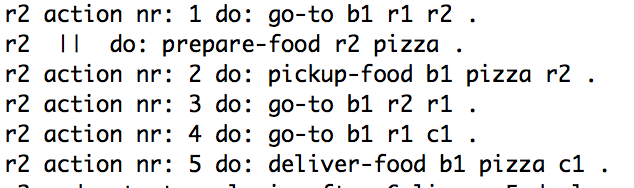 r2 action nr: 1 do: go-to b1 r1 r2 .
r2  ||  do: prepare-food r2 pizza .
r2 action nr: 2 do: pickup-food b1 pizza r2 .
r2 action nr: 3 do: go-to b1 r2 r1 .
r2 action nr: 4 do: go-to b1 r1 c1 .
r2 action nr: 5 do: deliver-food b1 pizza c1 .